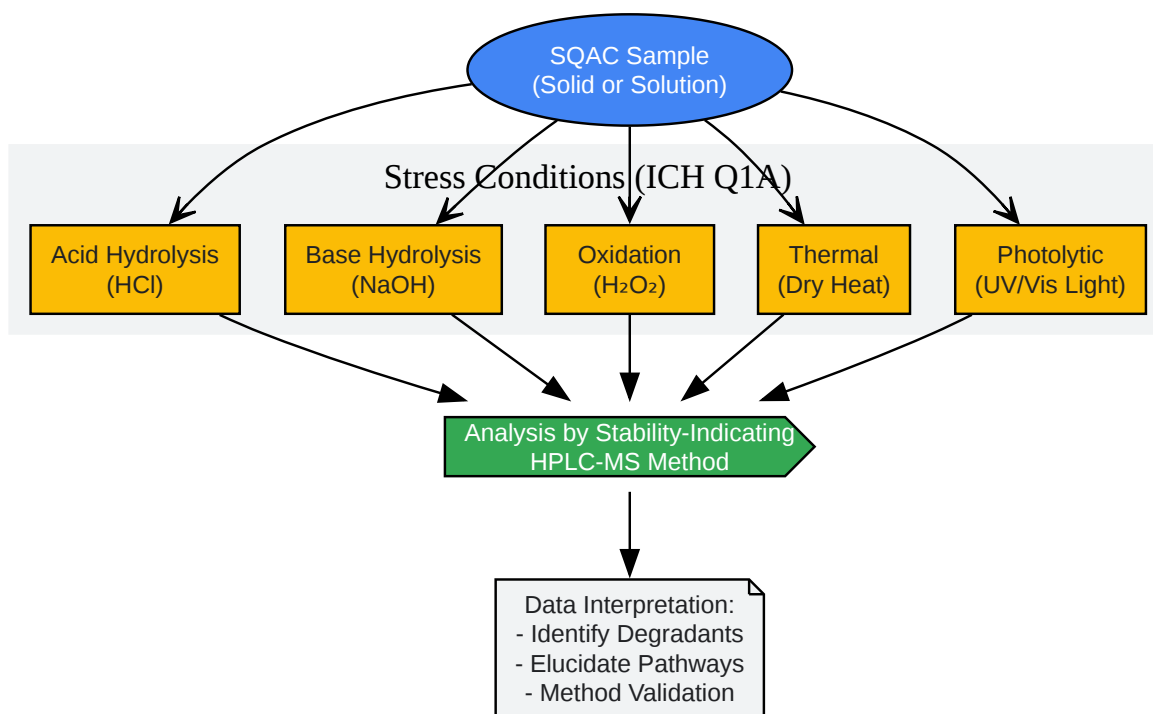 SQAC Sample
(Solid or Solution)
Stress Conditions (ICH Q1A)
Acid Hydrolysis
(HCl)
Base Hydrolysis
(NaOH)
Oxidation
(H₂O₂)
Thermal
(Dry Heat)
Photolytic
(UV/Vis Light)
Analysis by Stability-Indicating
HPLC-MS Method
Data Interpretation:
- Identify Degradants
- Elucidate Pathways
- Method Validation